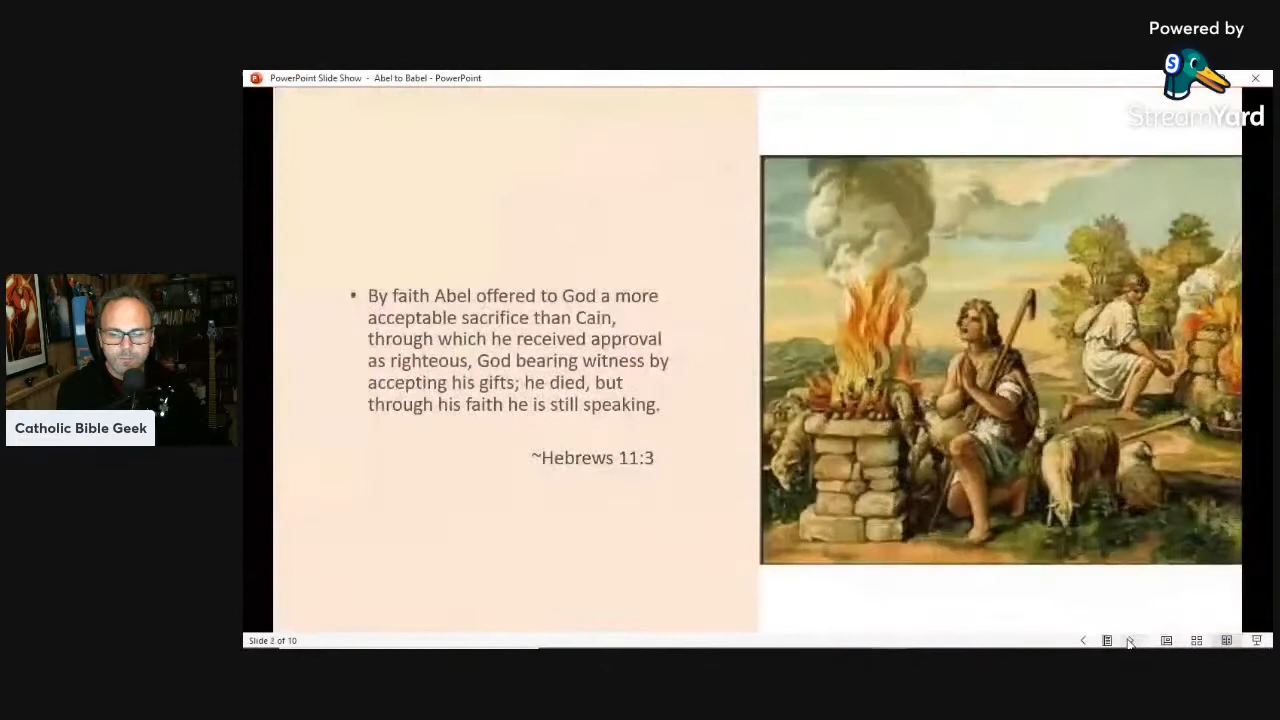 Powered by
StreamYard
PowerPoint Slide Show - Abel to Babel - PowerPoint
• By faith Abel offered to God a more
acceptable sacrifice than Cain,
through which he received approval
as righteous, God bearing witness by
accepting his gifts; he died, but
through his faith he is still speaking.
~Hebrews 11:3
Catholic Bible Geek
Slide of 10